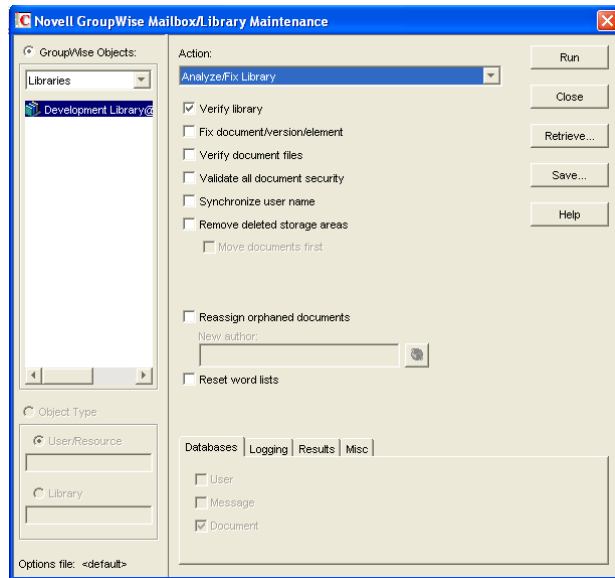 Novell GroupWise Mailbox/Library Maintenance
GroupWise Objects:
Libraries
Development Library@
Object Type
User/Resource
Library
Options file: <default>
Action:
Analyze/Fix Library
Verify library
Fix document/version/element
Verify document files
Validate all document security
Synchronize user name
Remove deleted storage areas
Move documents first
Reassign orphaned documents
New author:
Reset word lists
Databases Logging Results Misc
User
Message
Document
Run
Close
Retrieve...
Save...
Help